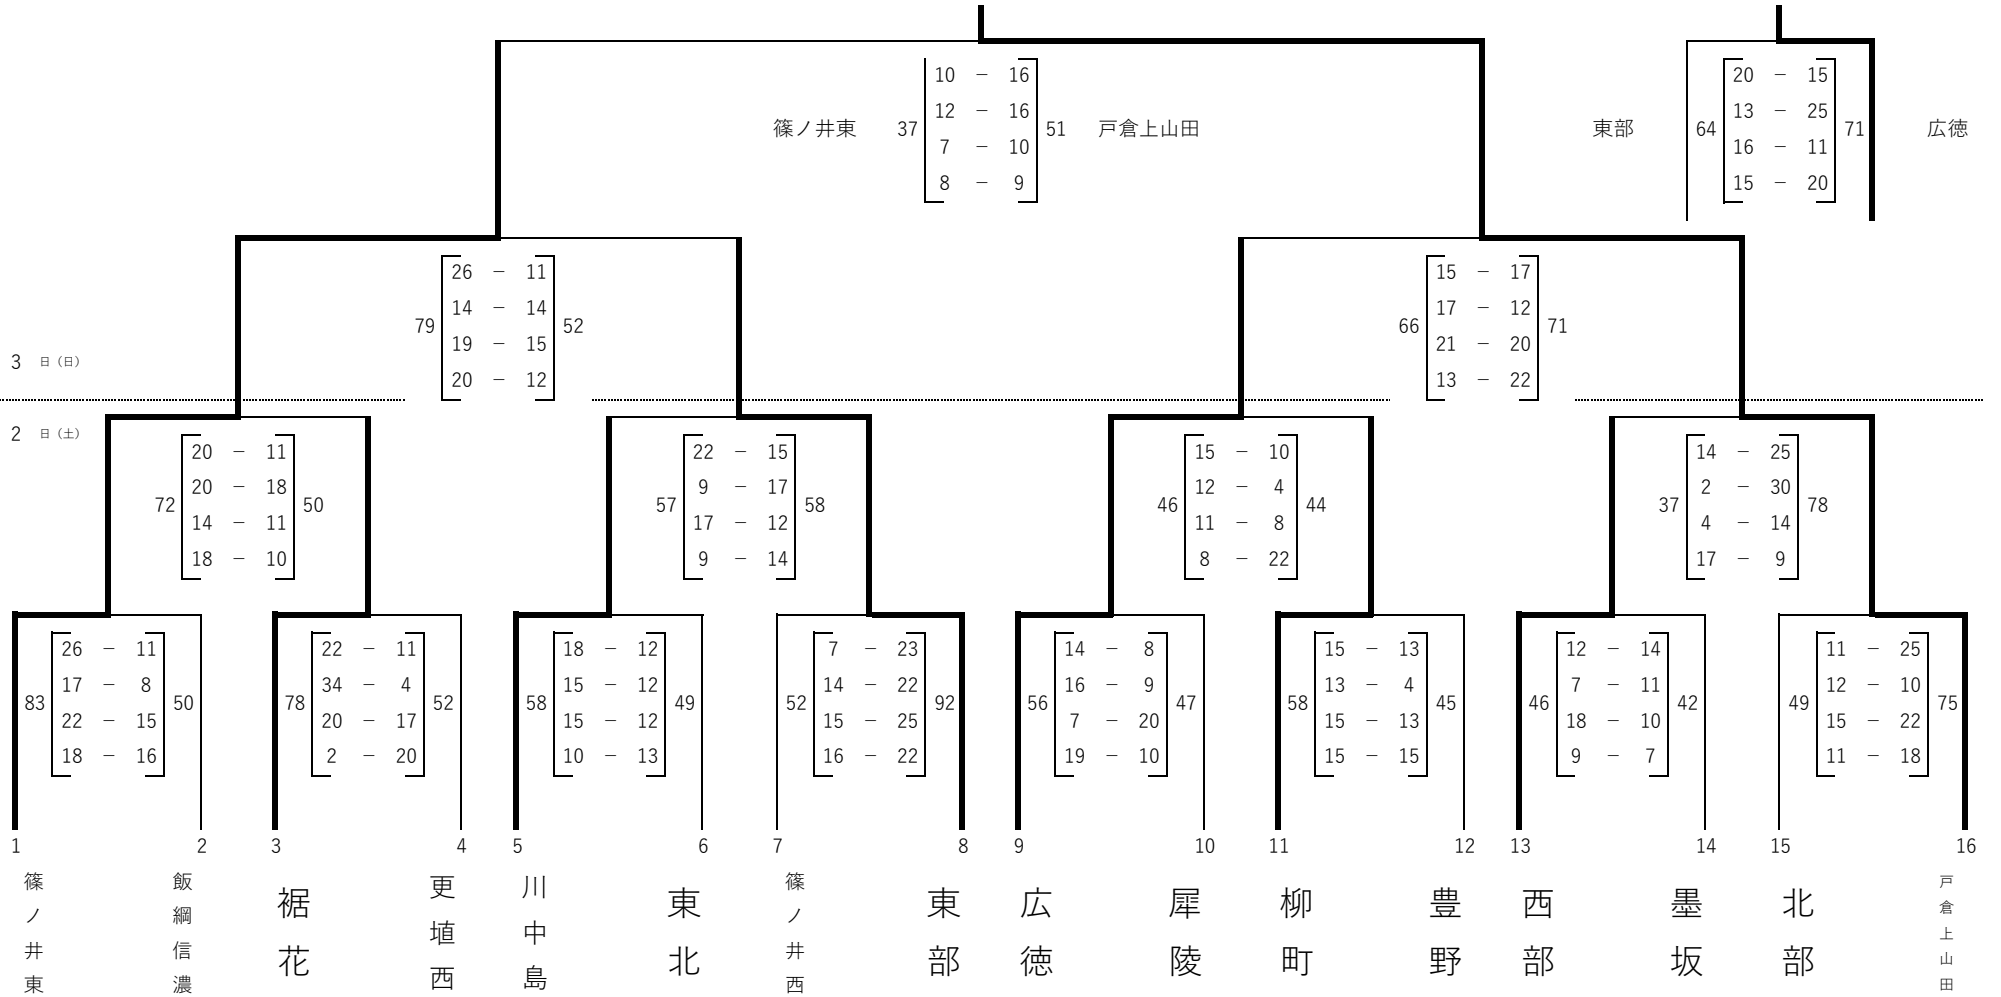 10 － 16 20 － 15
12 － 16 13 － 25
篠ノ井東 37 51 戸倉上山田 東部 64 71 広徳
7 － 10 16 － 11
8 － 9 15 － 20
26 － 11 15 － 17
14 － 14 17 － 12
79 52 66 71
19 － 15 21 － 20
3 日（日）
20 － 12 13 － 22
2 日（土）
20 － 11 22 － 15 15 － 10 14 － 25
20 － 18 9 － 17 12 － 4 2 － 30
72 50 57 58 46 44 37 78
14 － 11 17 － 12 11 － 8 4 － 14
18 － 10 9 － 14 8 － 22 17 － 9
26 － 11 22 － 11 18 － 12 7 － 23 14 － 8 15 － 13 12 － 14 11 － 25
17 － 8 34 － 4 15 － 12 14 － 22 16 － 9 13 － 4 7 － 11 12 － 10
83 50 78 52 58 49 52 92 56 47 58 45 46 42 49 75
22 － 15 20 － 17 15 － 12 15 － 25 7 － 20 15 － 13 18 － 10 15 － 22
18 － 16 2 － 20 10 － 13 16 － 22 19 － 10 15 － 15 9 － 7 11 － 18
1 2 3 4 5 6 7 8 9 10 11 12 13 14 15 16
篠ノ井東
飯綱信濃
裾花
更埴西
川中島
東北
篠ノ井西
東部
広徳
犀陵
柳町
豊野
西部
墨坂
北部
戸倉上山田